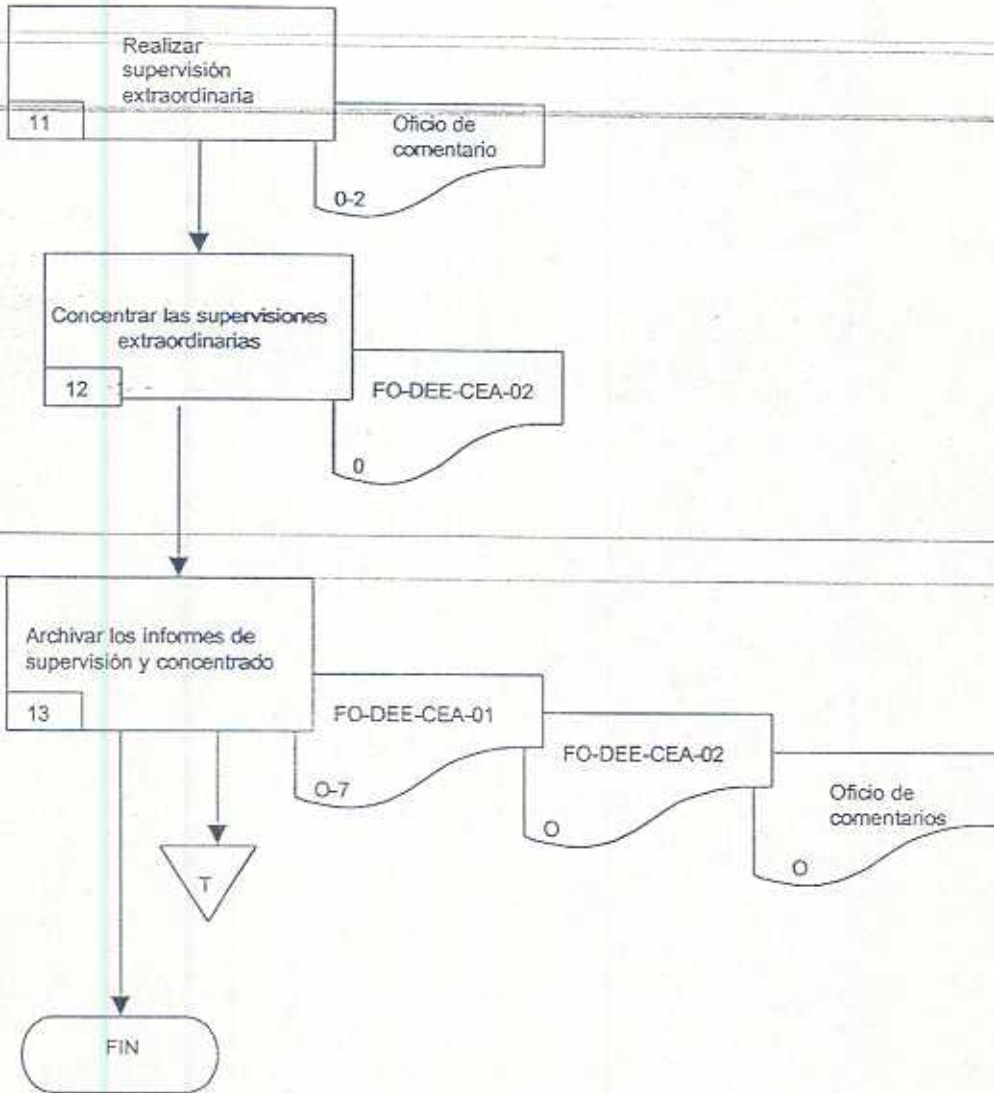 Realizar
supervisión
extraordinaria
11
Oficio de
comentario
0-2
Concentrar las supervisiones
extraordinarias
12
FO-DEE-CEA-02
0
Archivar los informes de
supervisión y concentrado
13
FO-DEE-CEA-01
O-7
FO-DEE-CEA-02
O
Oficio de
comentarios
O
T
FIN